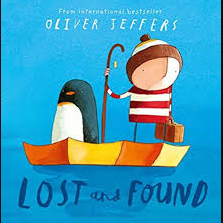 From international bestseller
OLIVER JEFFERS
LOST and FOUND